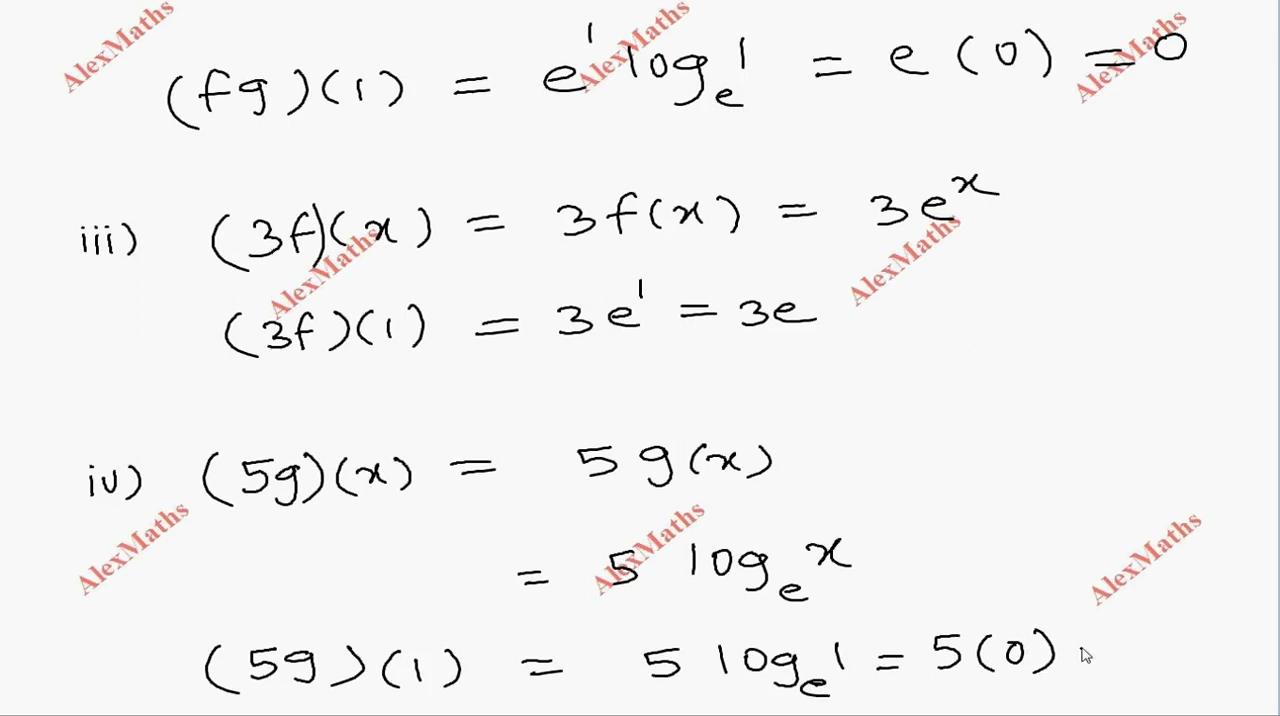 (fg)(1) = e¹ logₑ1 = e(0) = 0
iii) (3f)(x) = 3f(x) = 3eˣ
(3f)(1) = 3e¹ = 3e
iv) (5g)(x) = 5g(x)
= 5 logₑx
(5g)(1) = 5 logₑ1 = 5(0)
AlexMaths
AlexMaths
AlexMaths
AlexMaths
AlexMaths
AlexMaths
AlexMaths
AlexMaths